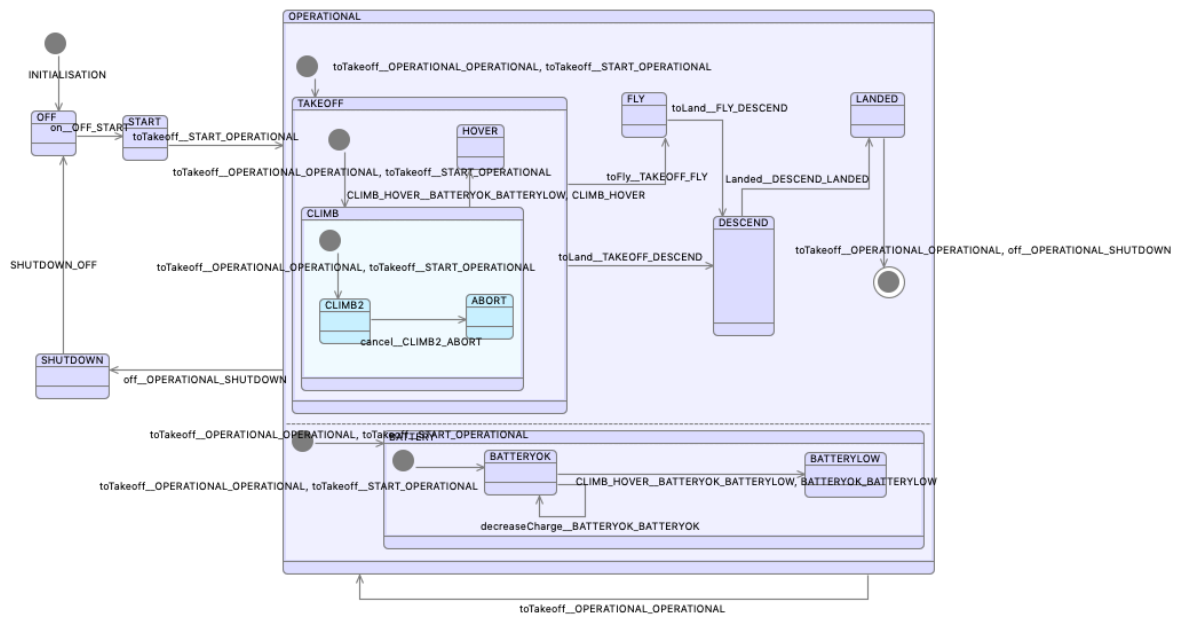 OPERATIONAL
INITIALISATION
toTakeoff__OPERATIONAL_OPERATIONAL, toTakeoff__START_OPERATIONAL
TAKEOFF
FLY
LANDED
toLand__FLY_DESCEND
OFF
on__OFF_START
START
toTakeoff__START_OPERATIONAL
HOVER
toTakeoff__OPERATIONAL_OPERATIONAL, toTakeoff__START_OPERATIONAL
toFly__TAKEOFF_FLY
Landed__DESCEND_LANDED
CLIMB_HOVER__BATTERYOK_BATTERYLOW, CLIMB_HOVER
CLIMB
DESCEND
toTakeoff__OPERATIONAL_OPERATIONAL, off__OPERATIONAL_SHUTDOWN
toLand__TAKEOFF_DESCEND
SHUTDOWN_OFF
toTakeoff__OPERATIONAL_OPERATIONAL, toTakeoff__START_OPERATIONAL
CLIMB2
ABORT
cancel__CLIMB2_ABORT
SHUTDOWN
off__OPERATIONAL_SHUTDOWN
toTakeoff__OPERATIONAL_OPERATIONAL, toTakeoff__START_OPERATIONAL
BATTERY
BATTERYOK
BATTERYLOW
toTakeoff__OPERATIONAL_OPERATIONAL, toTakeoff__START_OPERATIONAL
CLIMB_HOVER__BATTERYOK_BATTERYLOW, BATTERYOK_BATTERYLOW
decreaseCharge__BATTERYOK_BATTERYOK
toTakeoff__OPERATIONAL_OPERATIONAL